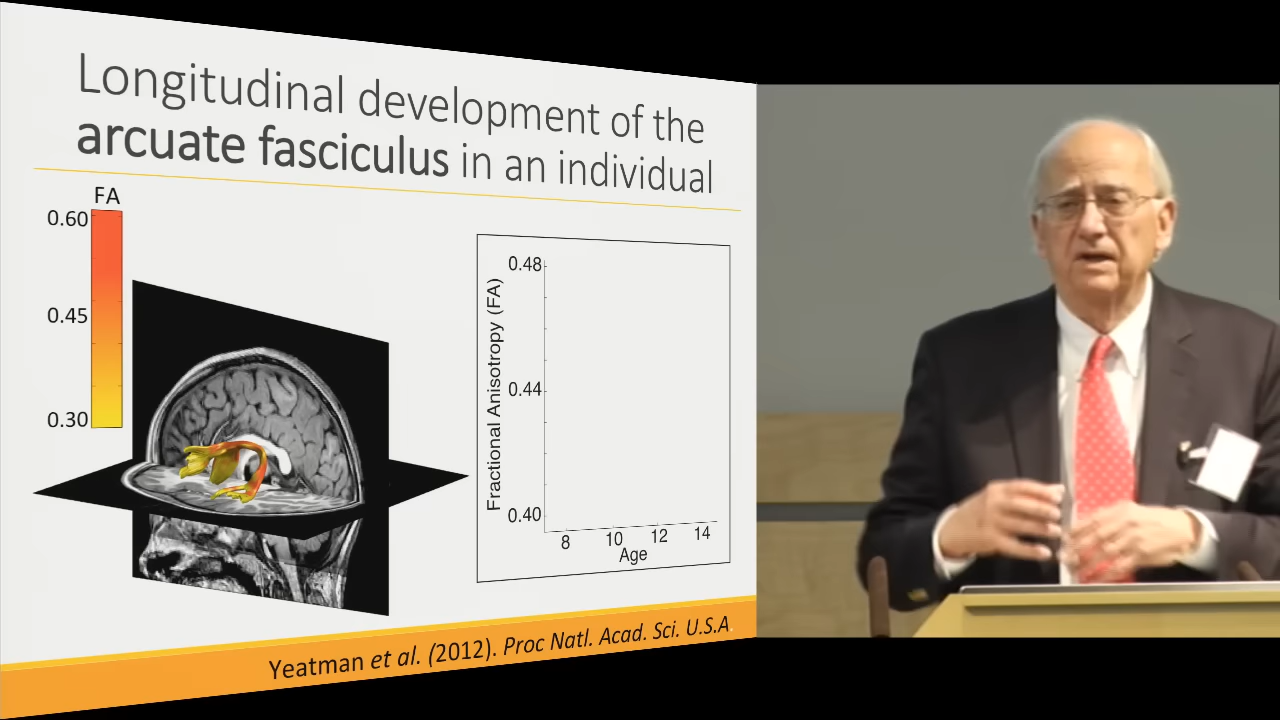 Longitudinal development of the
arcuate fasciculus in an individual
FA
0.60
0.45
0.30
0.48
0.44
0.40
Fractional Anisotropy (FA)
8 10 12 14
Age
Yeatman et al. (2012). Proc Natl. Acad. Sci. U.S.A.